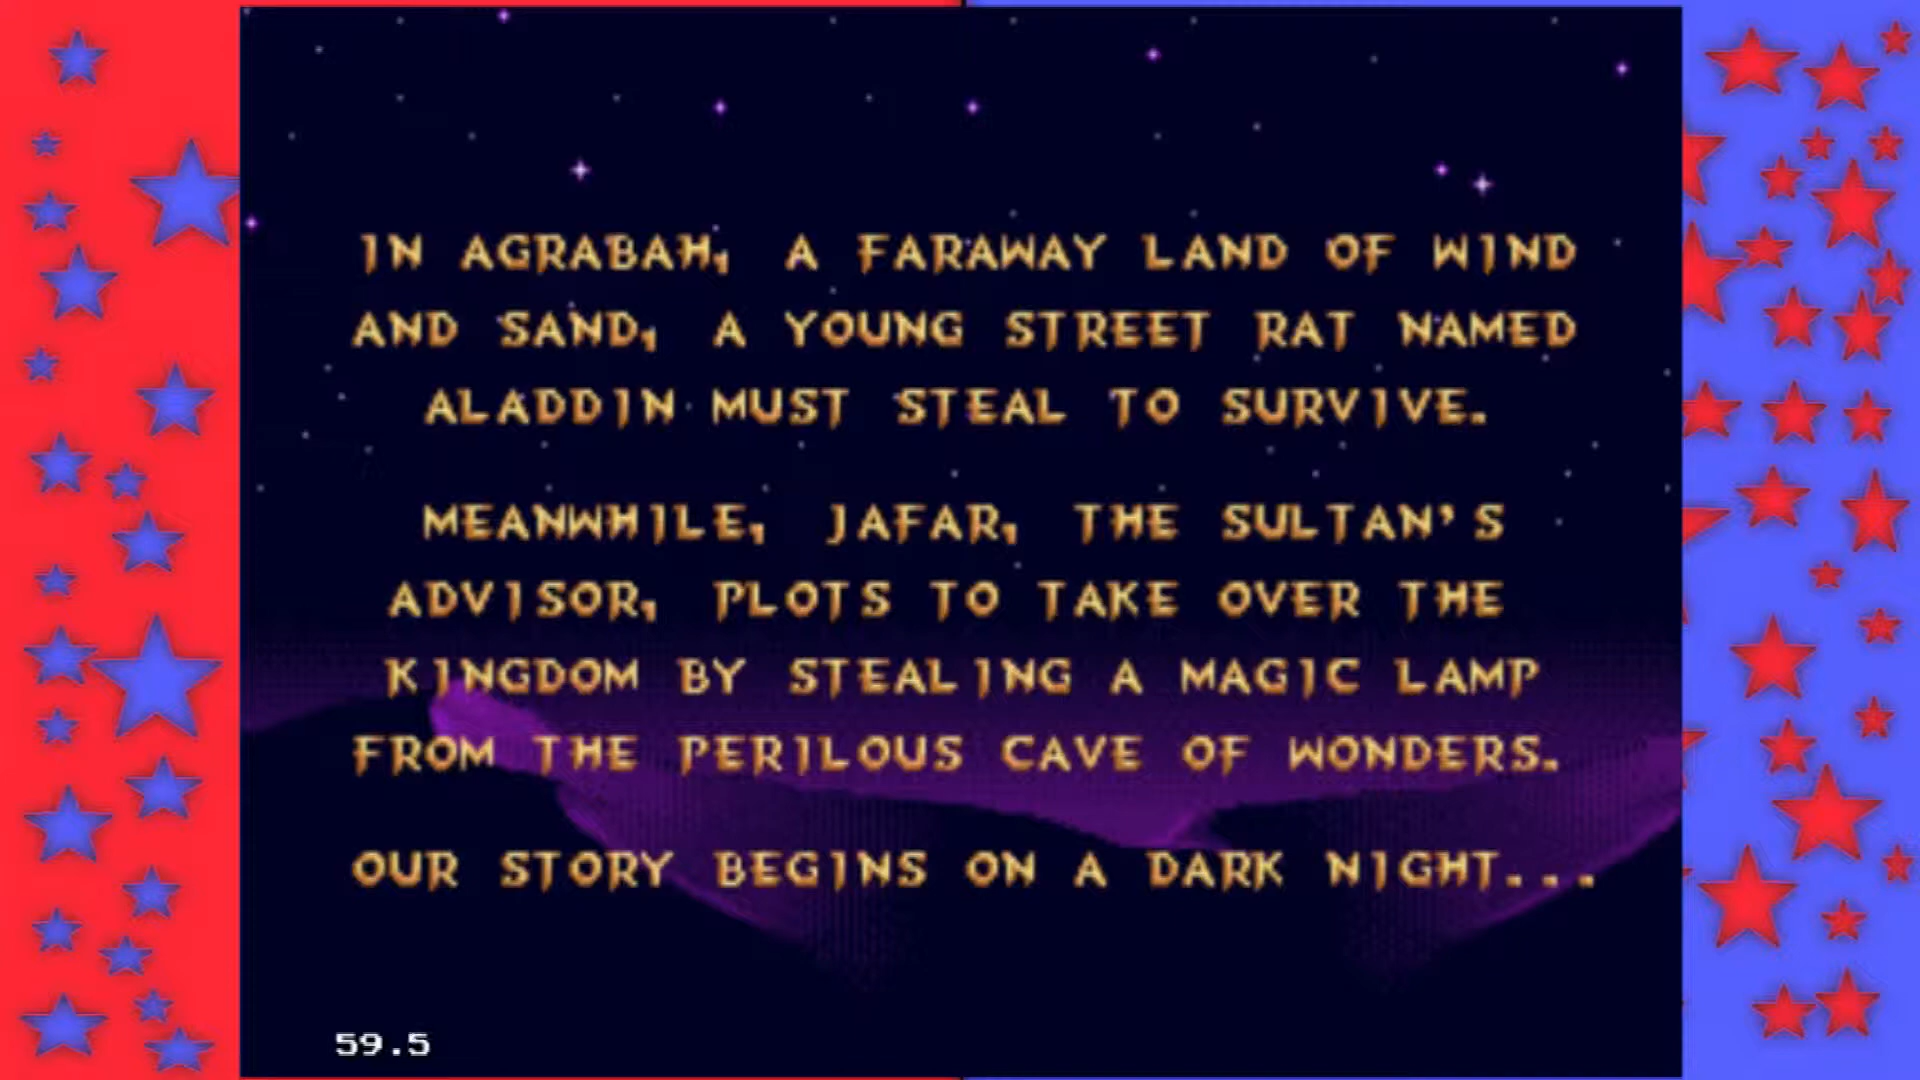 IN AGRABAH, A FARAWAY LAND OF WIND
AND SAND, A YOUNG STREET RAT NAMED
ALADDIN MUST STEAL TO SURVIVE.
MEANWHILE, JAFAR, THE SULTAN'S
ADVISOR, PLOTS TO TAKE OVER THE
KINGDOM BY STEALING A MAGIC LAMP
FROM THE PERILOUS CAVE OF WONDERS.
OUR STORY BEGINS ON A DARK NIGHT...
59.5